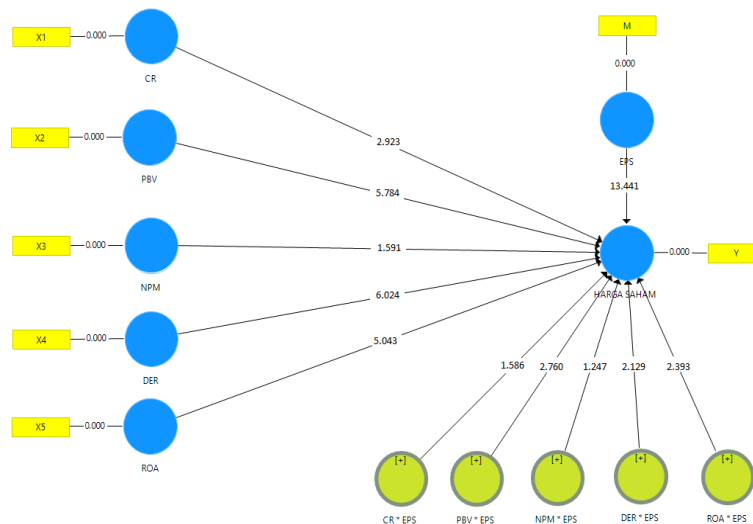 X1
0.000
CR
M
0.000
EPS
13.441
X2
0.000
PBV
2.923
5.784
X3
0.000
NPM
1.591
HARGA SAHAM
0.000
Y
X4
0.000
DER
6.024
5.043
X5
0.000
ROA
1.586
2.760
1.247
2.129
2.393
[+]
[+]
[+]
[+]
[+]
CR * EPS
PBV * EPS
NPM * EPS
DER * EPS
ROA * EPS